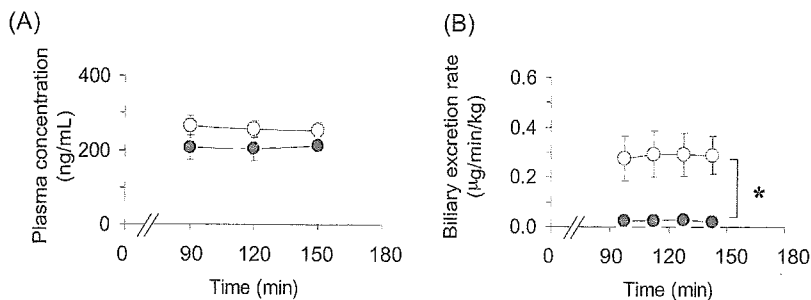 (A)
Plasma concentration
(ng/mL)
400
200
0
0 90 120 150 180
Time (min)
(B)
Biliary excretion rate
(µg/min/kg)
0.6
0.4
0.2
0.0
*
0 90 120 150 180
Time (min)